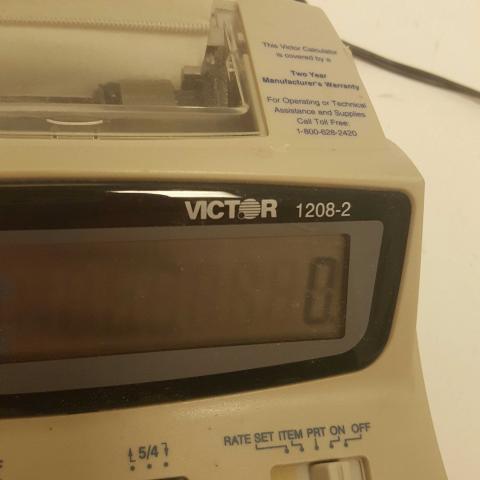 This Victor Calculator
is covered by a
Two Year
Manufacturer's Warranty
For Operating or Technical
Assistance and Supplies
Call Toll Free:
1-800-628-2420
VICTOR 1208-2
0.
RATE SET ITEM PRT ON OFF
5/4